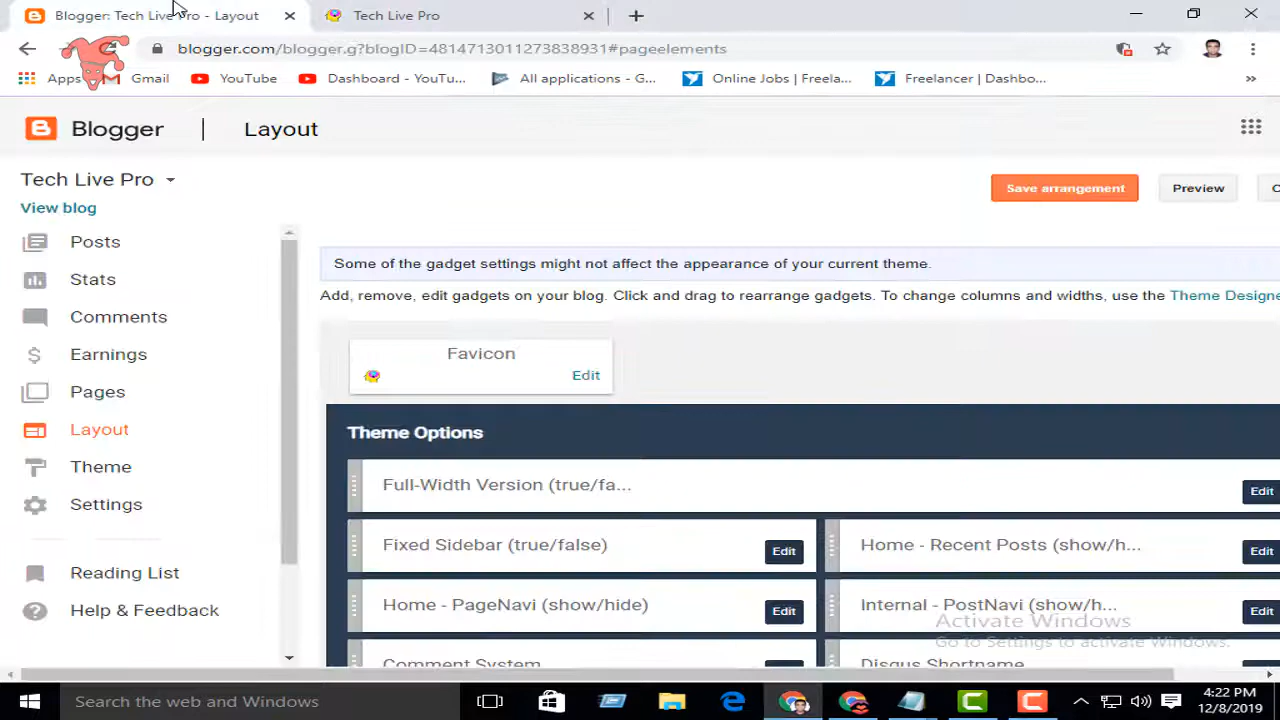 Blogger: Tech Live Pro - Layout
Tech Live Pro
blogger.com/blogger.g?blogID=4814713011273838931#pageelements
Apps
Gmail
YouTube
Dashboard - YouTu...
All applications - G...
Online Jobs | Freela...
Freelancer | Dashbo...
»
Blogger | Layout
Tech Live Pro
Save arrangement
Preview
View blog
Posts
Stats
Comments
Earnings
Pages
Layout
Theme
Settings
Reading List
Help & Feedback
Some of the gadget settings might not affect the appearance of your current theme.
Add, remove, edit gadgets on your blog. Click and drag to rearrange gadgets. To change columns and widths, use the Theme Designe
Favicon
Edit
Theme Options
Full-Width Version (true/fa...
Edit
Fixed Sidebar (true/false)
Edit
Home - Recent Posts (show/h...
Edit
Home - PageNavi (show/hide)
Edit
Internal - PostNavi (show/h...
Edit
Comment System
Disqus Shortname
Activate Windows
Go to Settings to activate Windows.
Search the web and Windows
4:22 PM
12/8/2019